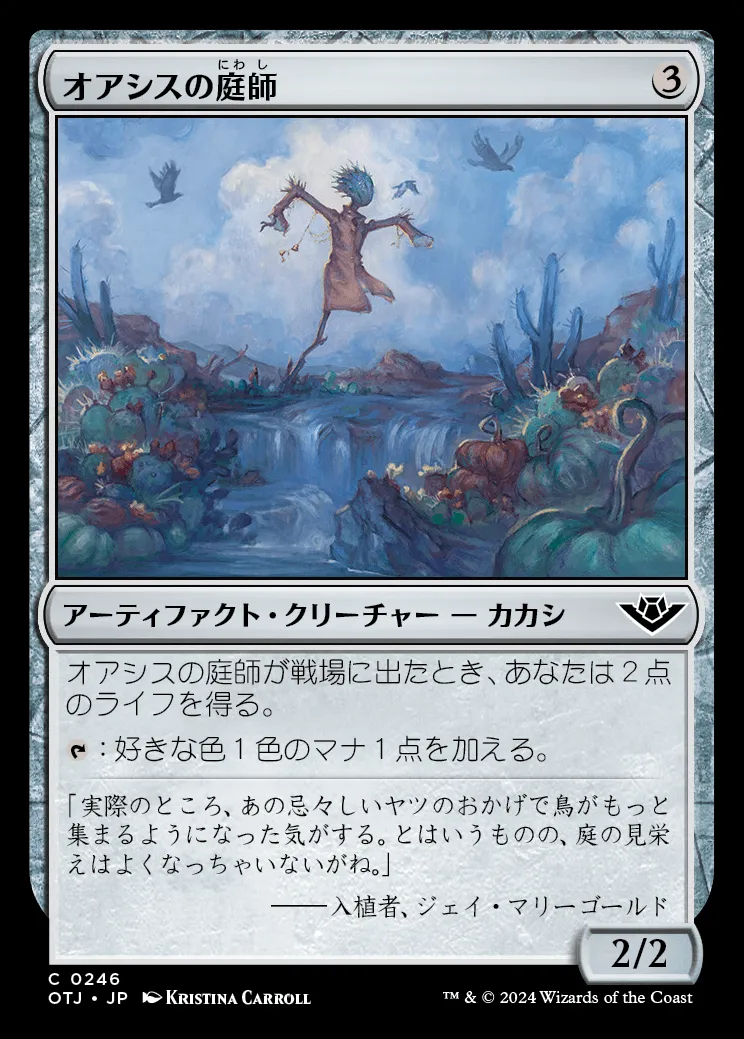 にわし
オアシスの庭師
3
アーティファクト・クリーチャー — カカシ
オアシスの庭師が戦場に出たとき、あなたは２点
のライフを得る。
：好きな色１色のマナ１点を加える。
「実際のところ、あの忌々しいヤツのおかげで鳥がもっと
集まるようになった気がする。とはいうものの、庭の見栄
えはよくなっちゃいないがね。」
——入植者、ジェイ・マリーゴールド
2/2
C 0246
OTJ • JP KRISTINA CARROLL
™ & © 2024 Wizards of the Coast